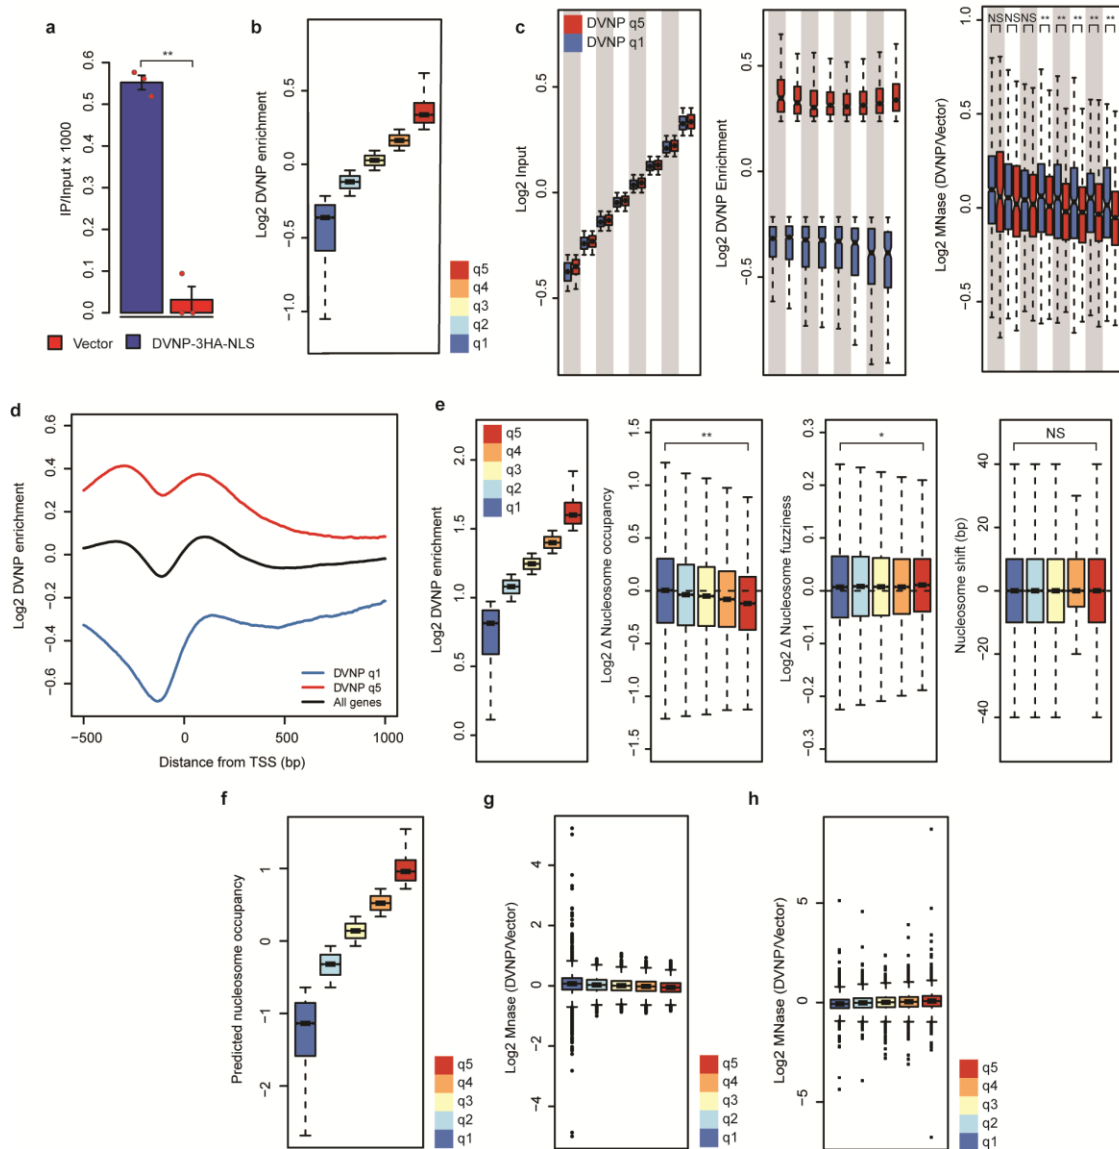 a
IP/Input x 1000
0.0
0.1
0.2
0.3
0.4
0.5
0.6
**
Vector
DVNP-3HA-NLS
b
Log2 DVNP enrichment
0.5
0.0
−0.5
−1.0
q5
q4
q3
q2
q1
c
DVNP q5
DVNP q1
Log2 Input
0.5
0.0
−0.5
Log2 DVNP Enrichment
0.5
0.0
−0.5
Log2 MNase (DVNP/Vector)
1.0
0.5
0.0
−0.5
NS
NS
NS
**
**
**
**
**
d
Log2 DVNP enrichment
0.6
0.4
0.2
0.0
−0.2
−0.4
−0.6
DVNP q1
DVNP q5
All genes
−500
0
500
1000
Distance from TSS (bp)
e
q5
q4
q3
q2
q1
Log2 DVNP enrichment
2.0
1.5
1.0
0.5
0.0
Log2 Δ Nucleosome occupancy
1.5
1.0
0.5
0.0
−0.5
−1.0
−1.5
**
Log2 Δ Nucleosome fuzziness
0.3
0.2
0.1
0.0
−0.1
−0.2
−0.3
*
Nucleosome shift (bp)
40
20
0
−20
−40
NS
f
Predicted nucleosome occupancy
1
0
−1
−2
q5
q4
q3
q2
q1
g
Log2 Mnase (DVNP/Vector)
4
2
0
−2
−4
q5
q4
q3
q2
q1
h
Log2 MNase (DVNP/Vector)
5
0
−5
q5
q4
q3
q2
q1